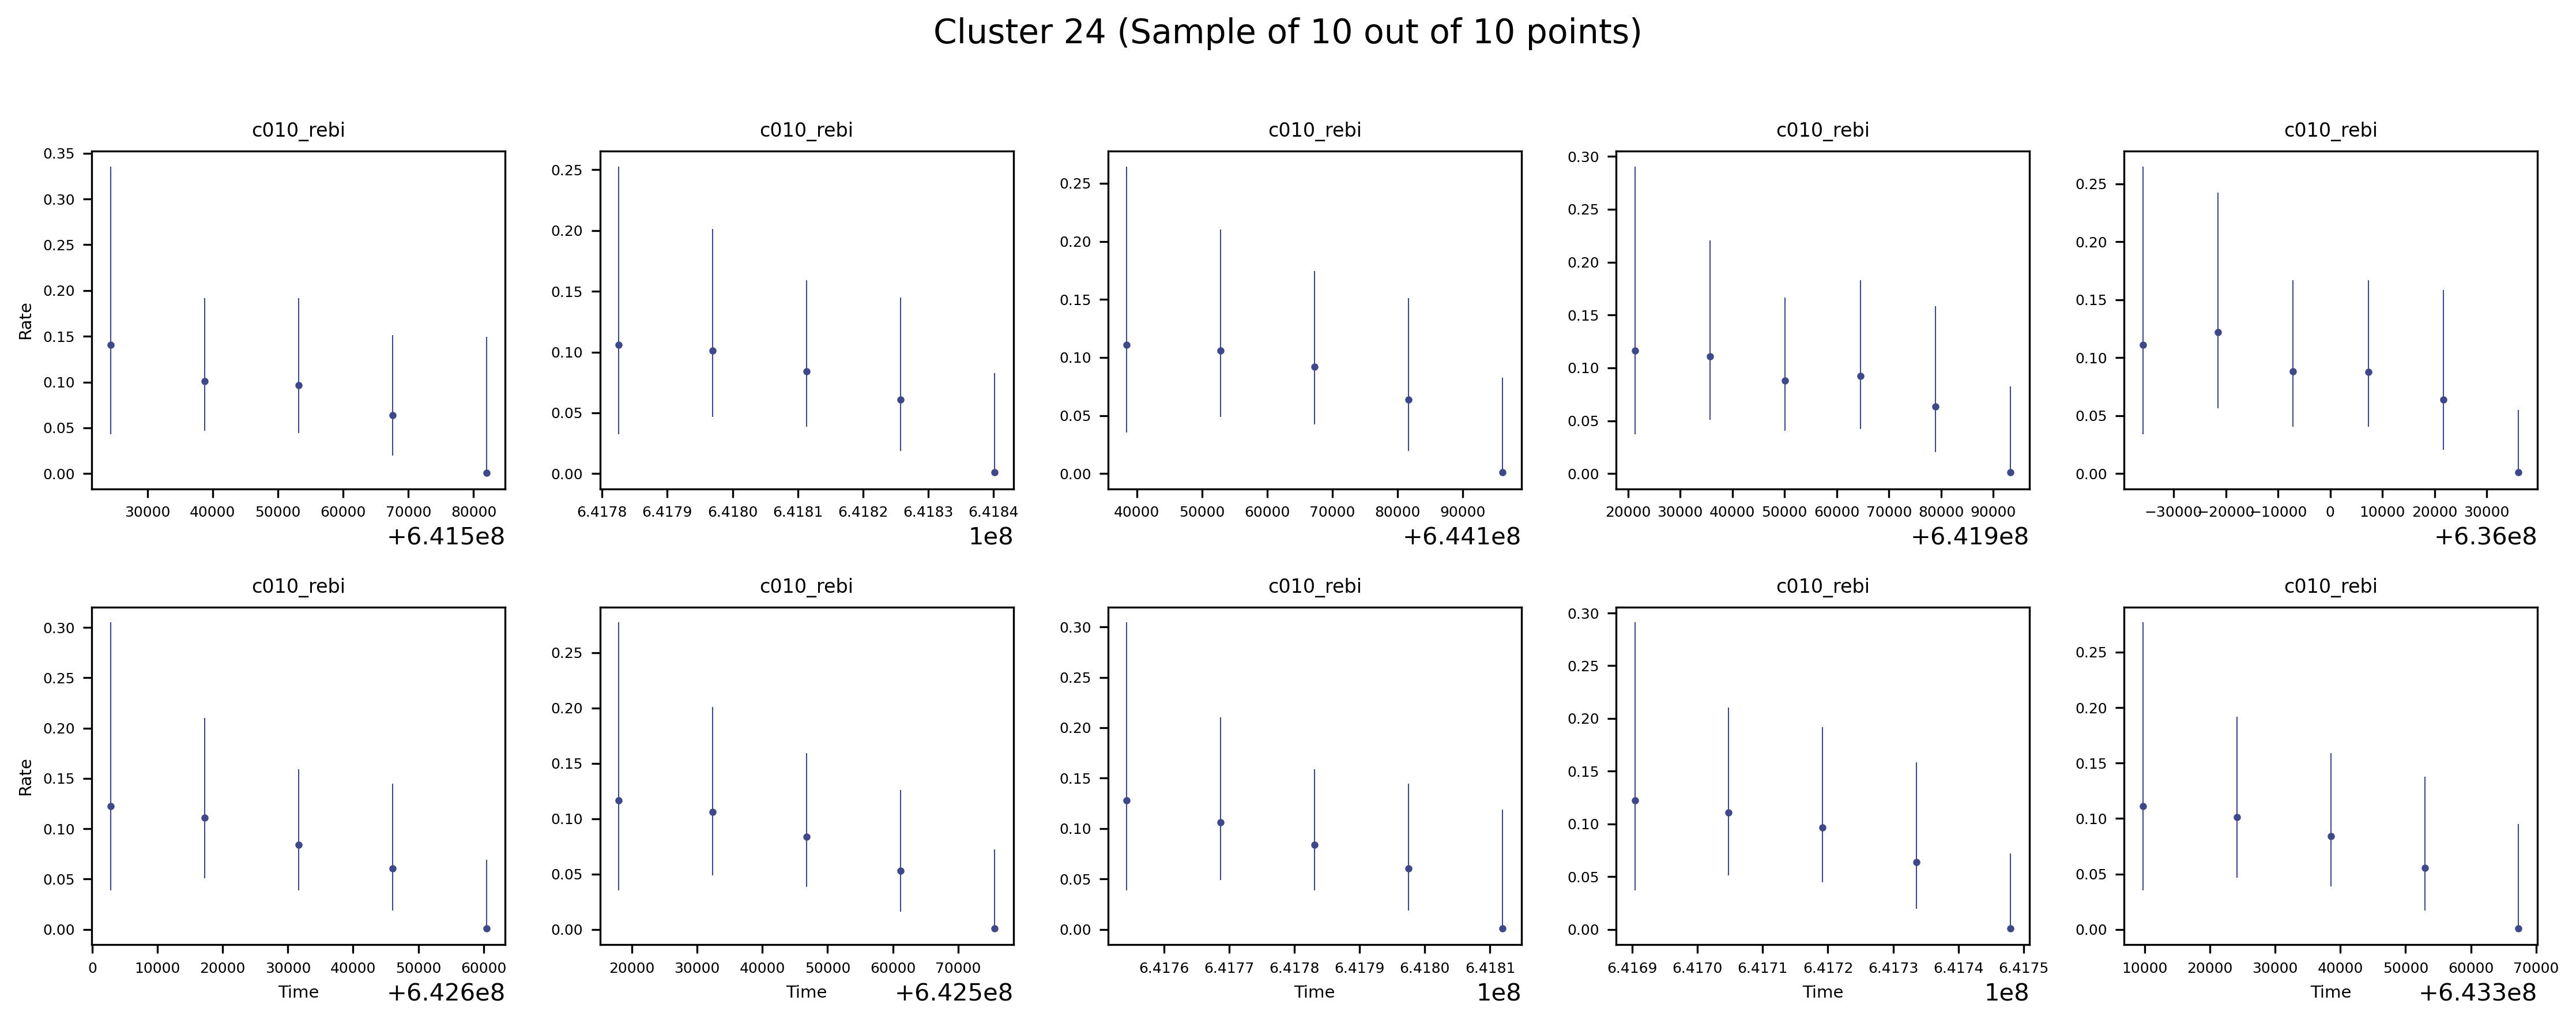 Cluster 24 (Sample of 10 out of 10 points)
c010_rebi c010_rebi c010_rebi c010_rebi c010_rebi
Rate
0.35
0.30
0.25
0.20
0.15
0.10
0.05
0.00
30000 40000 50000 60000 70000 80000
+6.415e8
0.25
0.20
0.15
0.10
0.05
0.00
6.4178 6.4179 6.4180 6.4181 6.4182 6.4183 6.4184
1e8
0.25
0.20
0.15
0.10
0.05
0.00
40000 50000 60000 70000 80000 90000
+6.441e8
0.30
0.25
0.20
0.15
0.10
0.05
0.00
20000 30000 40000 50000 60000 70000 80000 90000
+6.419e8
0.25
0.20
0.15
0.10
0.05
0.00
−30000 −20000 −10000 0 10000 20000 30000
+6.36e8
c010_rebi c010_rebi c010_rebi c010_rebi c010_rebi
Rate
0.30
0.25
0.20
0.15
0.10
0.05
0.00
0 10000 20000 30000 40000 50000 60000
Time +6.426e8
0.25
0.20
0.15
0.10
0.05
0.00
20000 30000 40000 50000 60000 70000
Time +6.425e8
0.30
0.25
0.20
0.15
0.10
0.05
0.00
6.4176 6.4177 6.4178 6.4179 6.4180 6.4181
Time 1e8
0.30
0.25
0.20
0.15
0.10
0.05
0.00
6.4169 6.4170 6.4171 6.4172 6.4173 6.4174 6.4175
Time 1e8
0.25
0.20
0.15
0.10
0.05
0.00
10000 20000 30000 40000 50000 60000 70000
Time +6.433e8